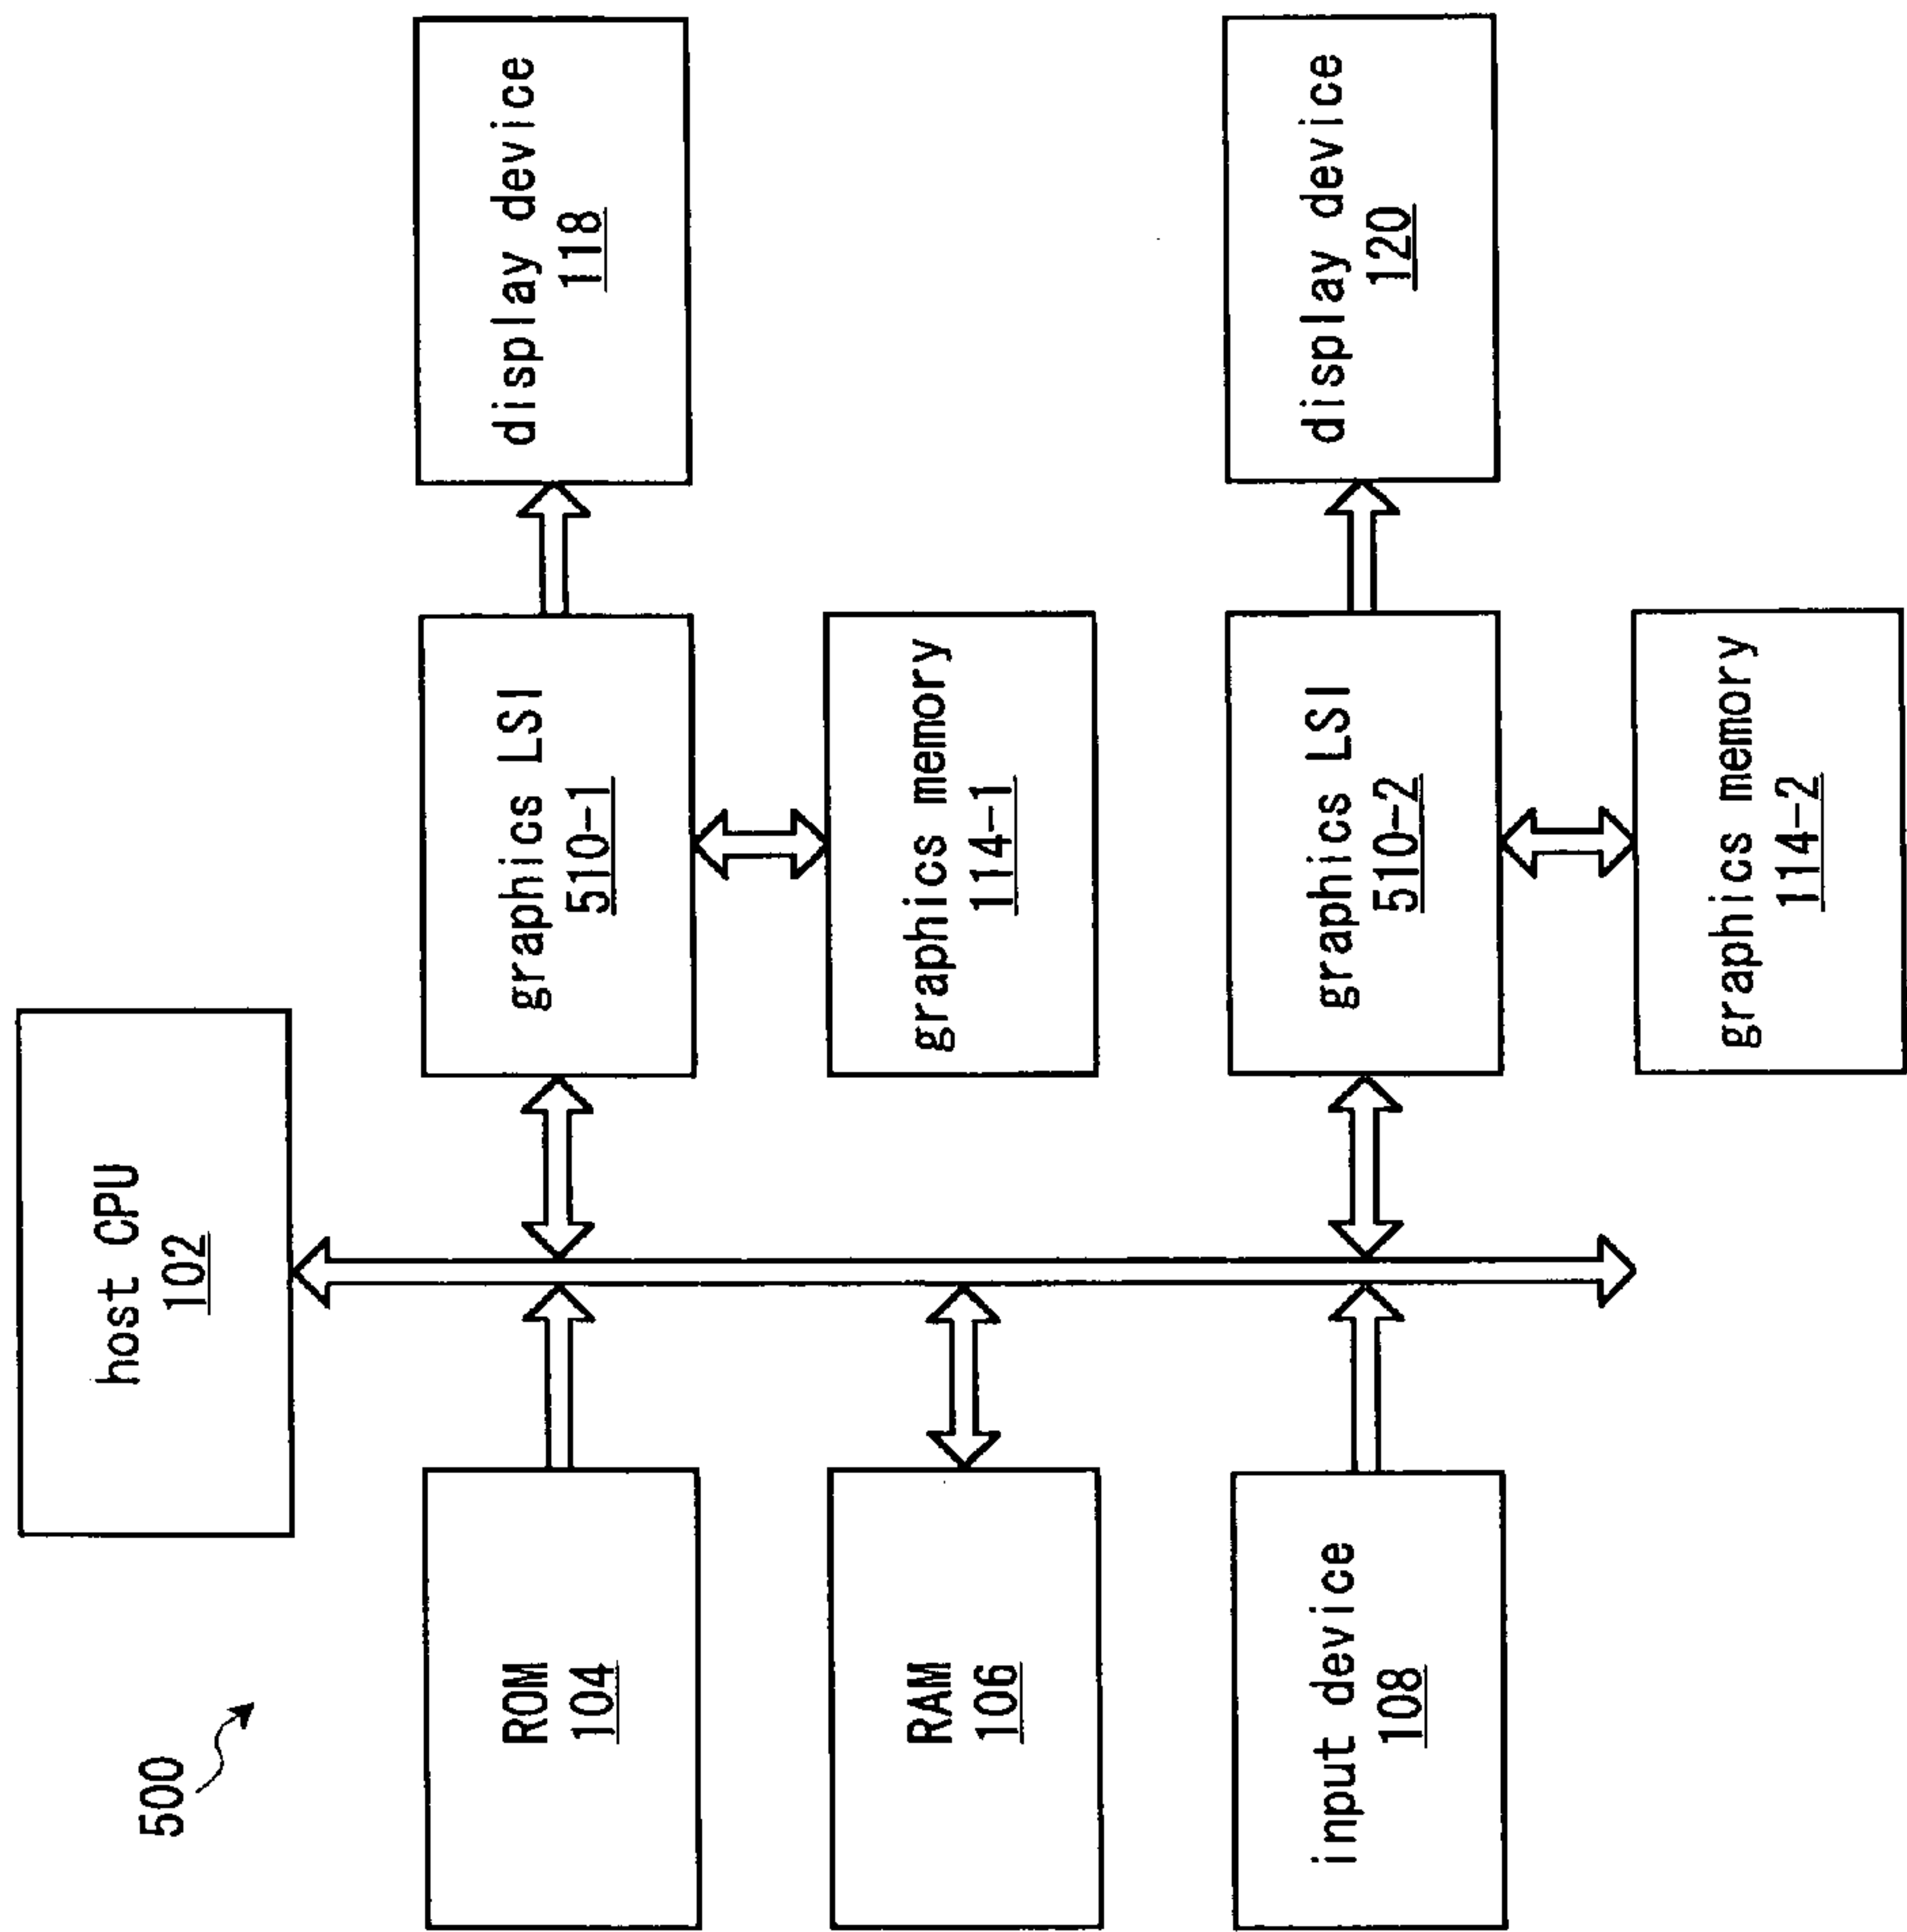 500
host CPU
102
ROM
104
graphics LSI
510-1
display device
118
RAM
106
graphics memory
114-1
input device
108
graphics LSI
510-2
display device
120
graphics memory
114-2